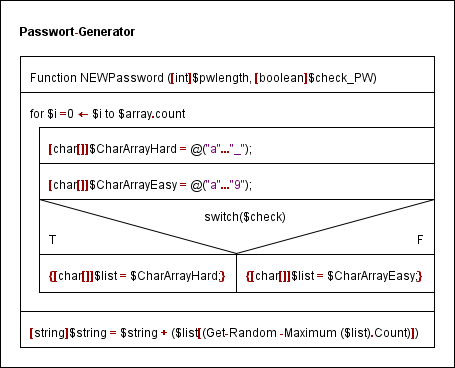 Passwort-Generator
Function NEWPassword ([int]$pwlength, [boolean]$check_PW)
for $i =0 ← $i to $array.count
[char[]]$CharArrayHard = @("a"..."_");
[char[]]$CharArrayEasy = @("a"..."9");
switch($check)
T F
{[char[]]$list = $CharArrayHard;} {[char[]]$list = $CharArrayEasy;}
[string]$string = $string + ($list[(Get-Random -Maximum ($list).Count)])